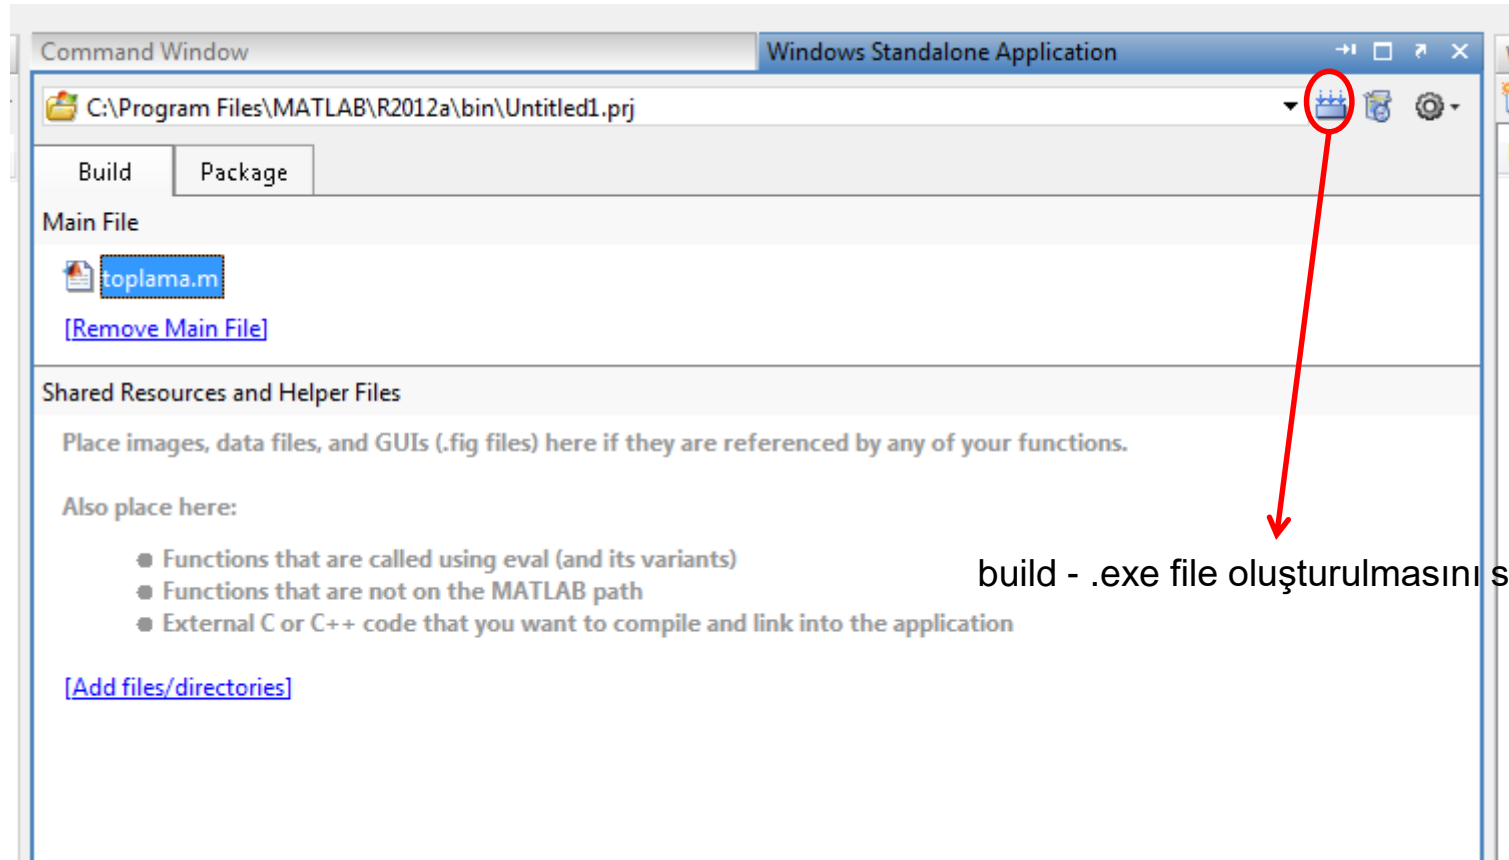 Command Window
Windows Standalone Application
C:\Program Files\MATLAB\R2012a\bin\Untitled1.prj
Build
Package
Main File
toplama.m
[Remove Main File]
Shared Resources and Helper Files
Place images, data files, and GUIs (.fig files) here if they are referenced by any of your functions.
Also place here:
Functions that are called using eval (and its variants)
Functions that are not on the MATLAB path
External C or C++ code that you want to compile and link into the application
build - .exe file oluşturulmasını
[Add files/directories]